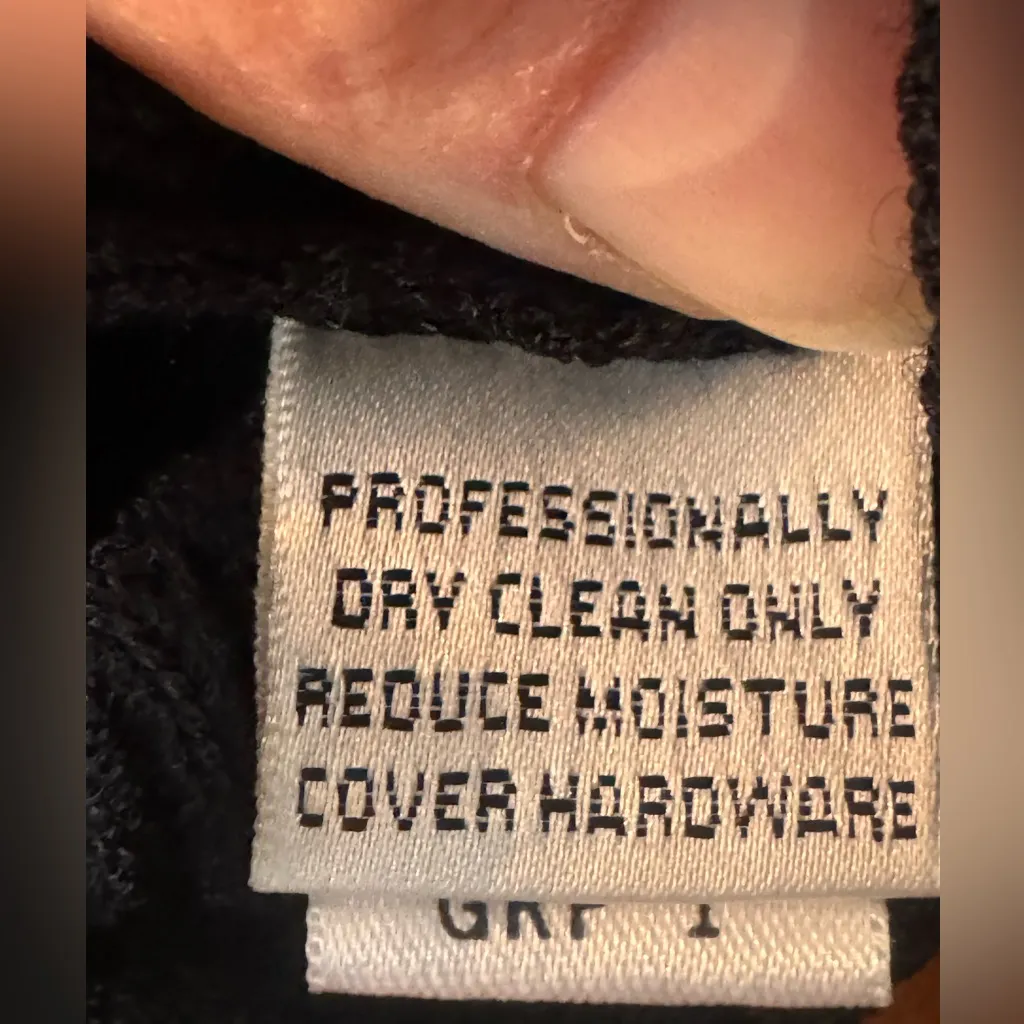 PROFESSIONALLY
DRY CLEAN ONLY
REDUCE MOISTURE
COVER HARDWARE